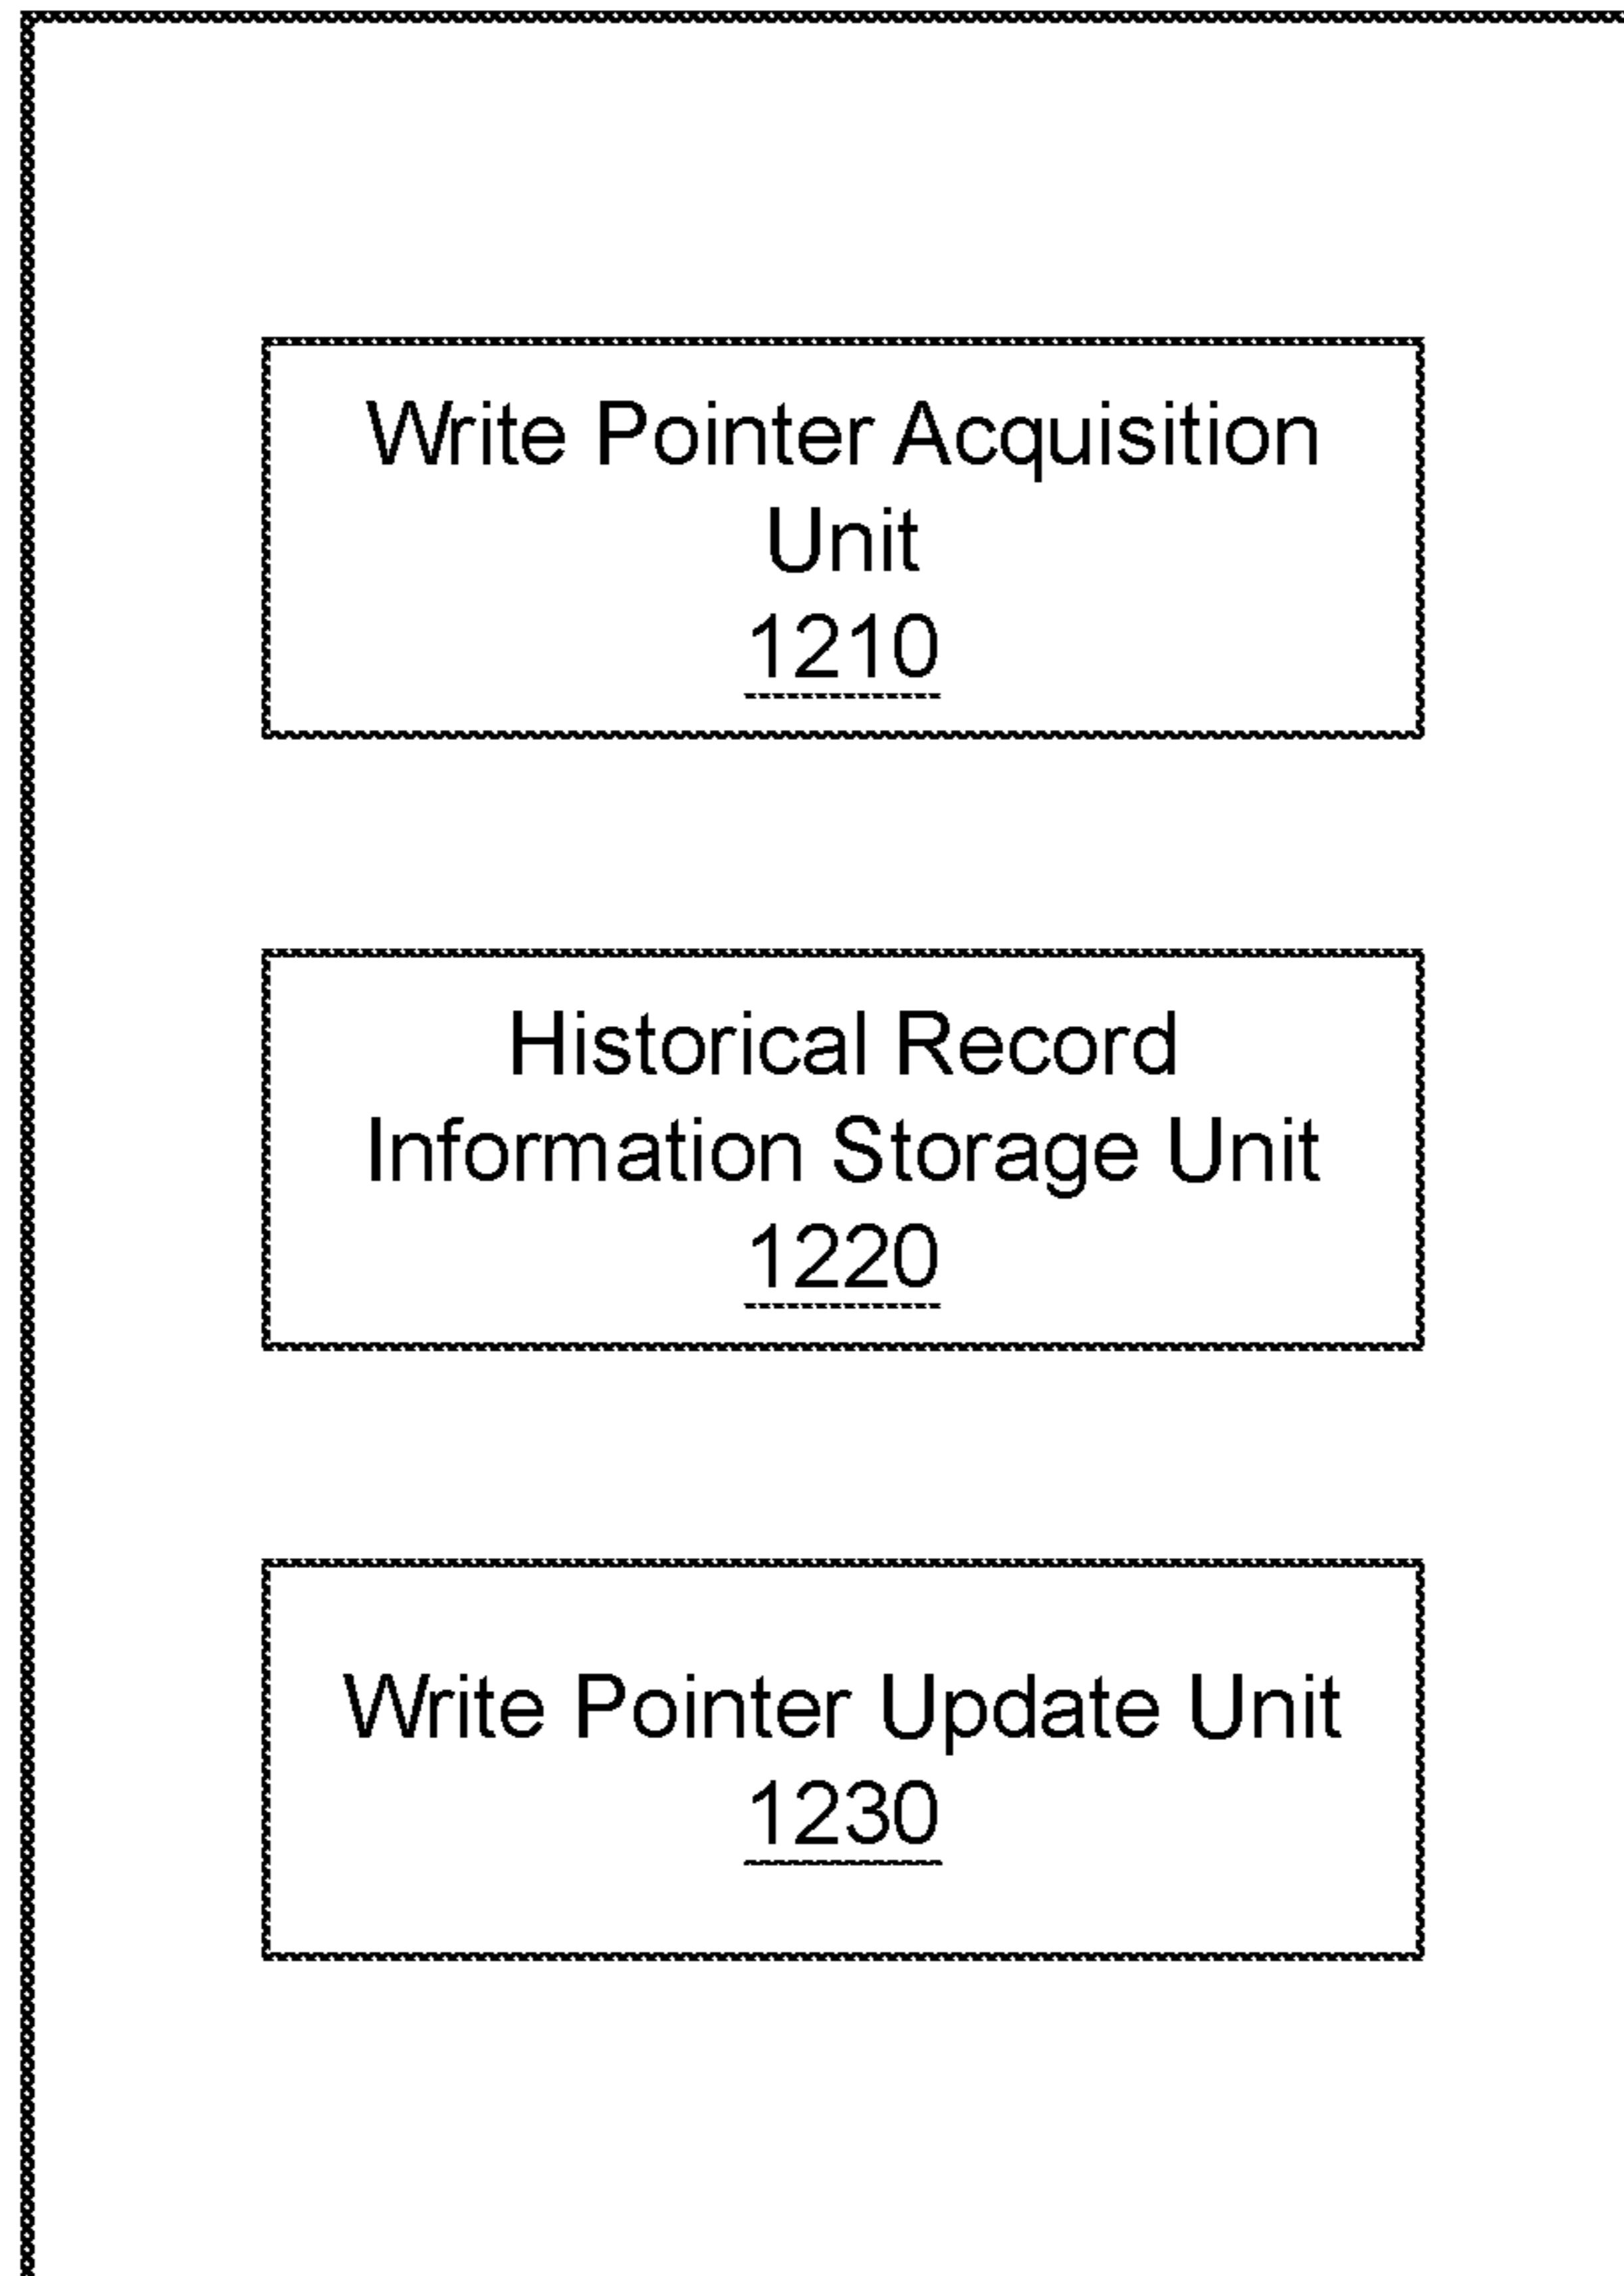 Write Pointer Acquisition
Unit
1210
Historical Record
Information Storage Unit
1220
Write Pointer Update Unit
1230